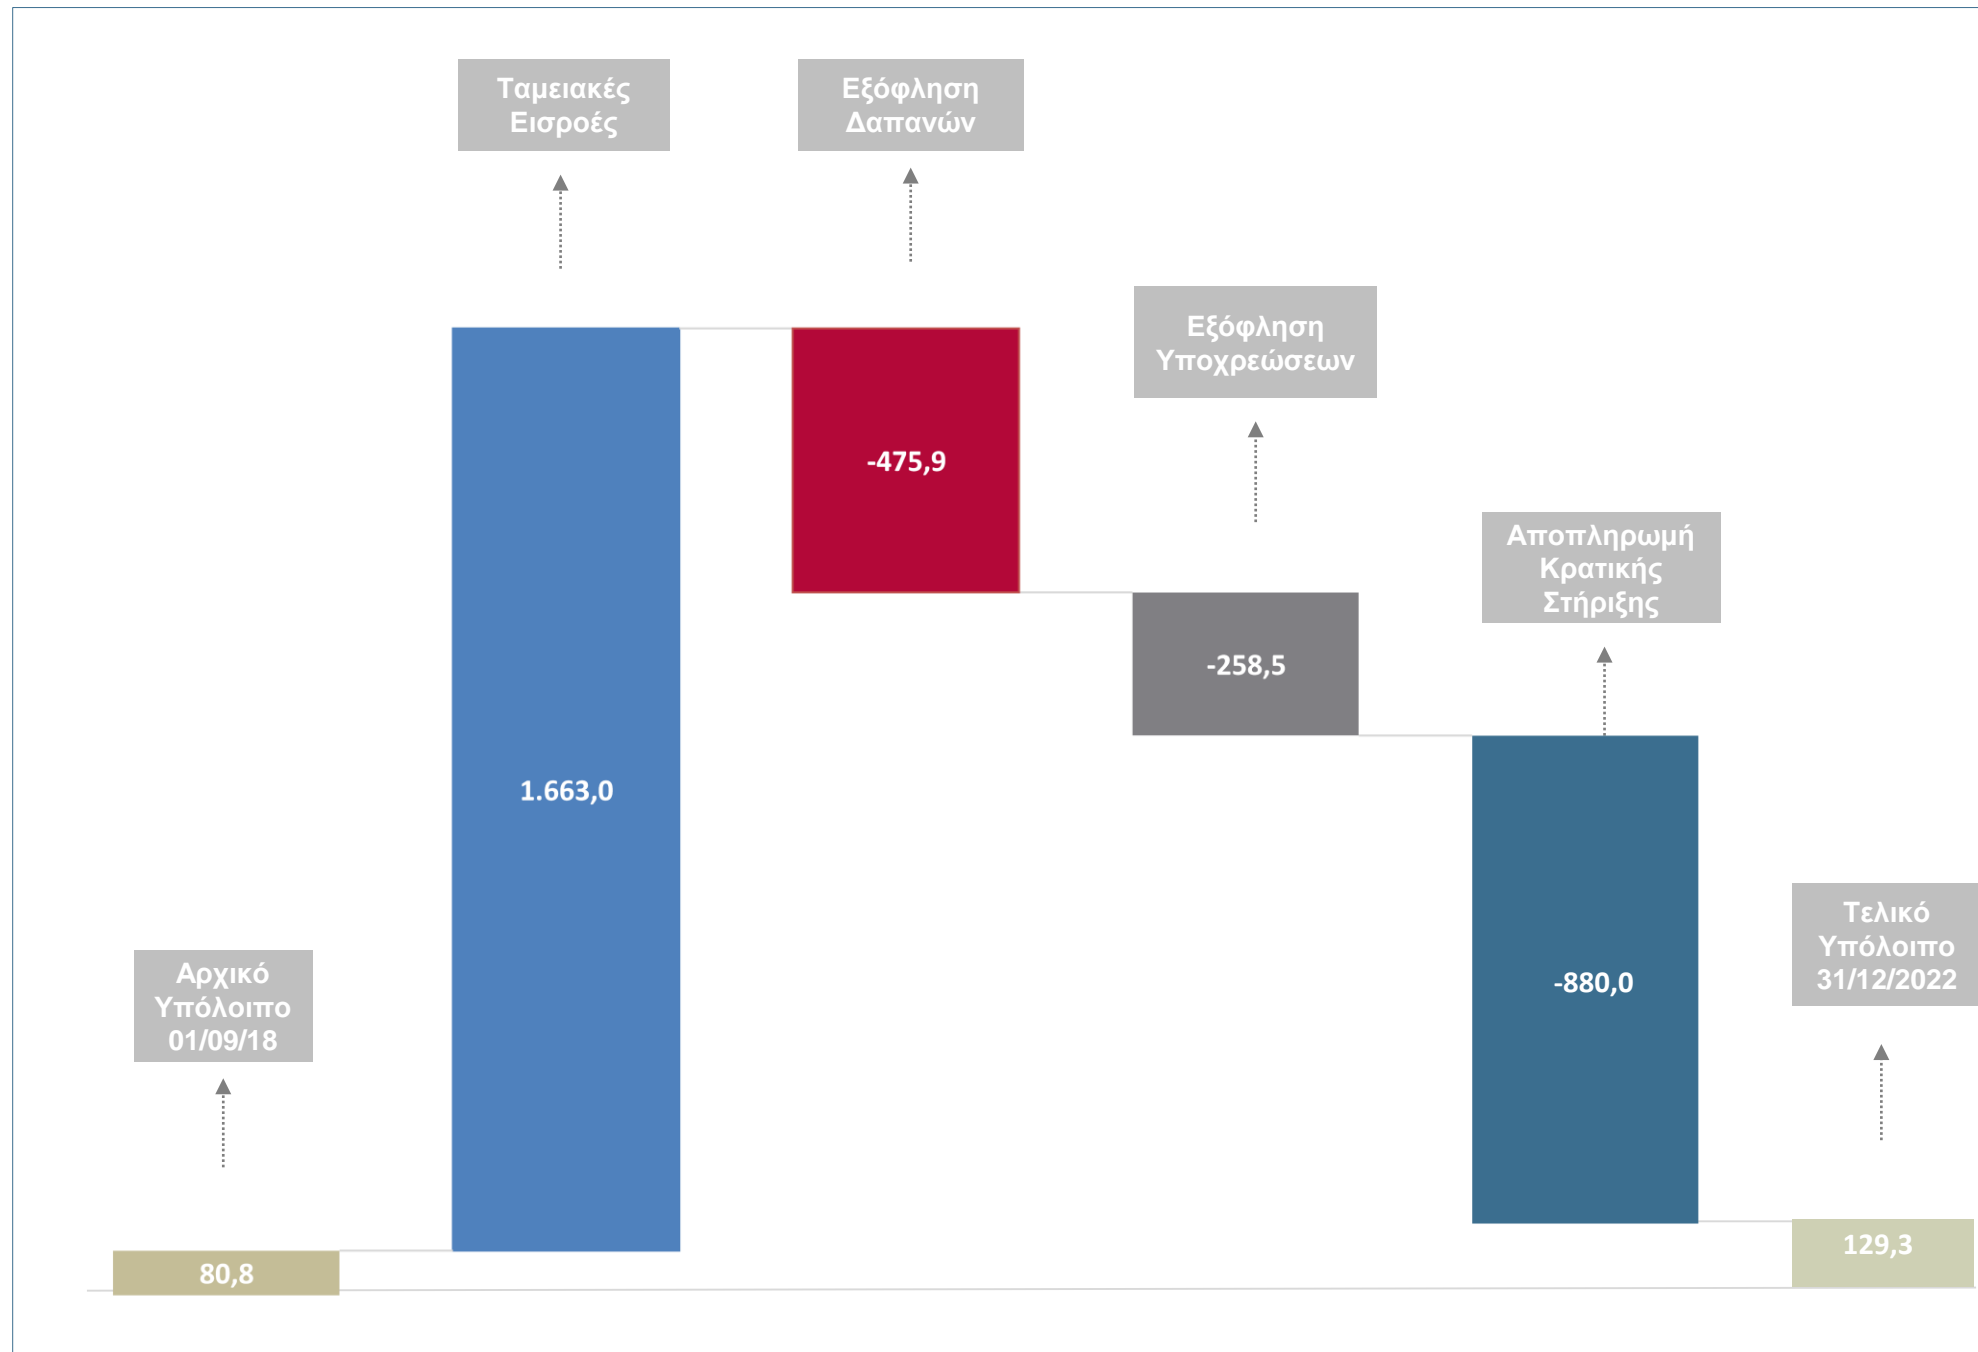 Ταμειακές
Εισροές
Εξόφληση
Δαπανών
Εξόφληση
Υποχρεώσεων
-475,9
Αποπληρωμή
Κρατικής
Στήριξης
-258,5
1.663,0
Τελικό
Υπόλοιπο
31/12/2022
Αρχικό
Υπόλοιπο
01/09/18
-880,0
129,3
80,8